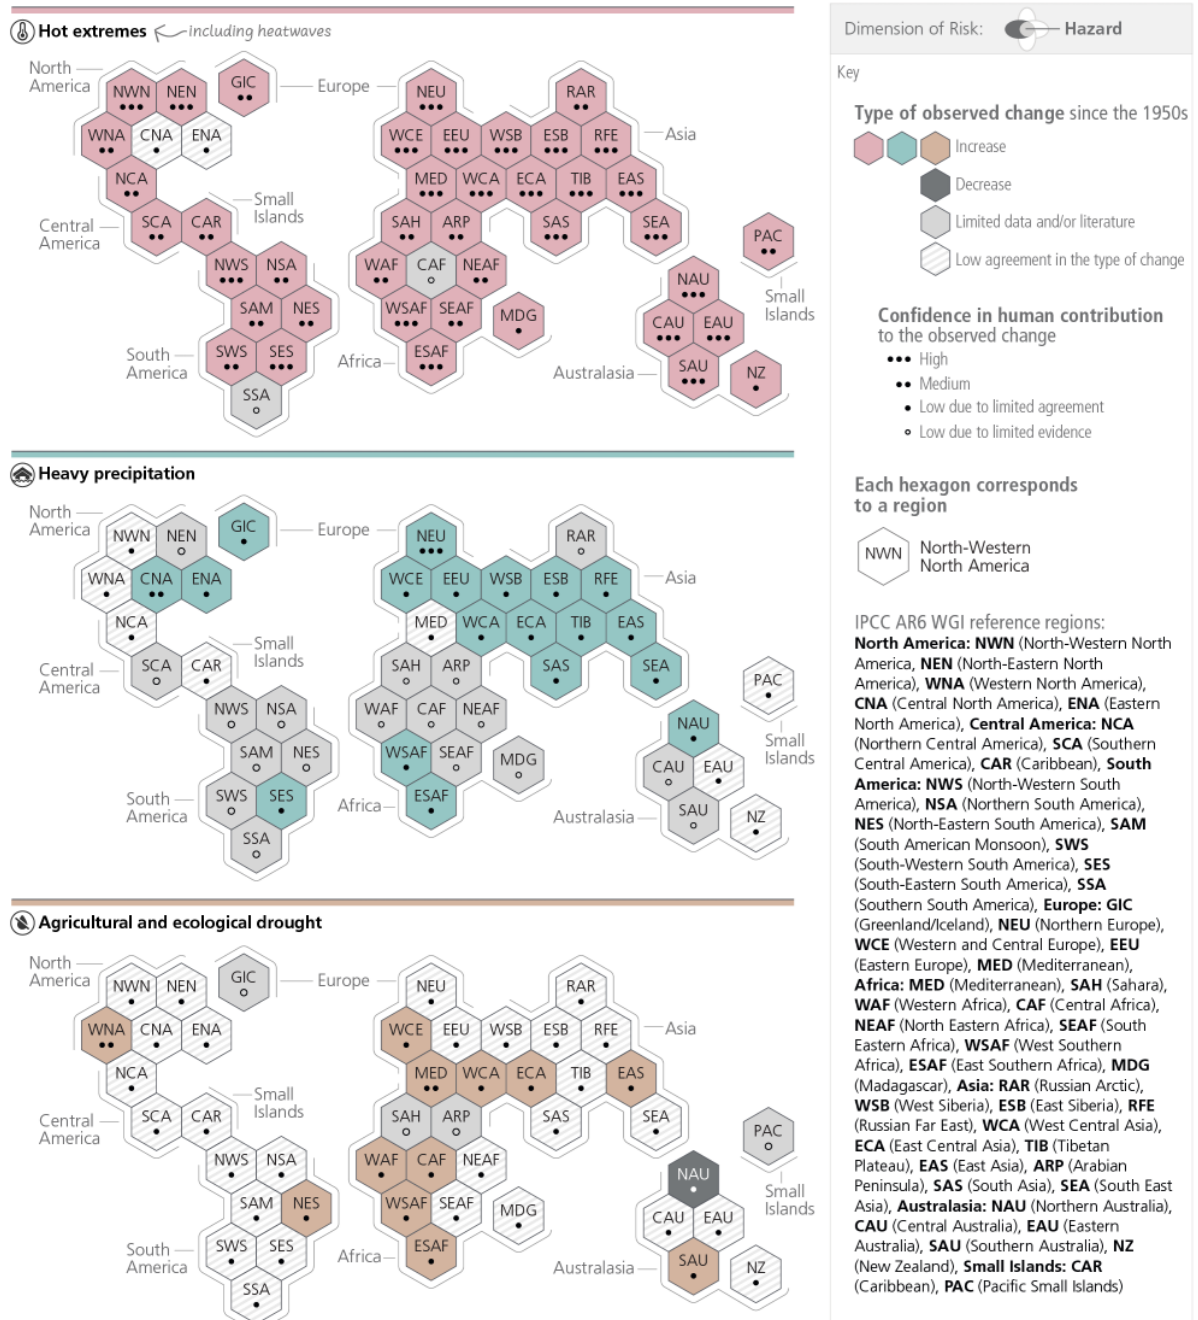 Hot extremes including heatwaves
North America
NWN NEN GIC
Europe
NEU RAR
WNA CNA ENA
WCE EEU WSB ESB RFE
Asia
NCA
MED WCA ECA TIB EAS
Small Islands
Central America
SCA CAR
SAH ARP SAS SEA
PAC
NWS NSA
WAF CAF NEAF
NAU
Small Islands
SAM NES
WSAF SEAF MDG
CAU EAU
South America
SWS SES
Africa
ESAF
Australasia
SAU NZ
SSA
Heavy precipitation
North America
NWN NEN GIC
Europe
NEU RAR
WNA CNA ENA
WCE EEU WSB ESB RFE
Asia
NCA
MED WCA ECA TIB EAS
Small Islands
Central America
SCA CAR
SAH ARP SAS SEA
PAC
NWS NSA
WAF CAF NEAF
NAU
Small Islands
SAM NES
WSAF SEAF MDG
CAU EAU
South America
SWS SES
Africa
ESAF
Australasia
SAU NZ
SSA
Agricultural and ecological drought
North America
NWN NEN GIC
Europe
NEU RAR
WNA CNA ENA
WCE EEU WSB ESB RFE
Asia
NCA
MED WCA ECA TIB EAS
Small Islands
Central America
SCA CAR
SAH ARP SAS SEA
PAC
NWS NSA
WAF CAF NEAF
NAU
Small Islands
SAM NES
WSAF SEAF MDG
CAU EAU
South America
SWS SES
Africa
ESAF
Australasia
SAU NZ
SSA
Dimension of Risk: Hazard
Key
Type of observed change since the 1950s
Increase
Decrease
Limited data and/or literature
Low agreement in the type of change
Confidence in human contribution
to the observed change
High
Medium
Low due to limited agreement
Low due to limited evidence
Each hexagon corresponds
to a region
NWN
North-Western
North America
IPCC AR6 WGI reference regions:
North America: NWN (North-Western North
America, NEN (North-Eastern North
America), WNA (Western North America),
CNA (Central North America), ENA (Eastern
North America), Central America: NCA
(Northern Central America), SCA (Southern
Central America), CAR (Caribbean), South
America: NWS (North-Western South
America), NSA (Northern South America),
NES (North-Eastern South America), SAM
(South American Monsoon), SWS
(South-Western South America), SES
(South-Eastern South America), SSA
(Southern South America), Europe: GIC
(Greenland/Iceland), NEU (Northern Europe),
WCE (Western and Central Europe), EEU
(Eastern Europe), MED (Mediterranean),
Africa: MED (Mediterranean), SAH (Sahara),
WAF (Western Africa), CAF (Central Africa),
NEAF (North Eastern Africa), SEAF (South
Eastern Africa), WSAF (West Southern
Africa), ESAF (East Southern Africa), MDG
(Madagascar), Asia: RAR (Russian Arctic),
WSB (West Siberia), ESB (East Siberia), RFE
(Russian Far East), WCA (West Central Asia),
ECA (East Central Asia), TIB (Tibetan
Plateau), EAS (East Asia), ARP (Arabian
Peninsula), SAS (South Asia), SEA (South East
Asia), Australasia: NAU (Northern Australia),
CAU (Central Australia), EAU (Eastern
Australia), SAU (Southern Australia), NZ
(New Zealand), Small Islands: CAR
(Caribbean), PAC (Pacific Small Islands)